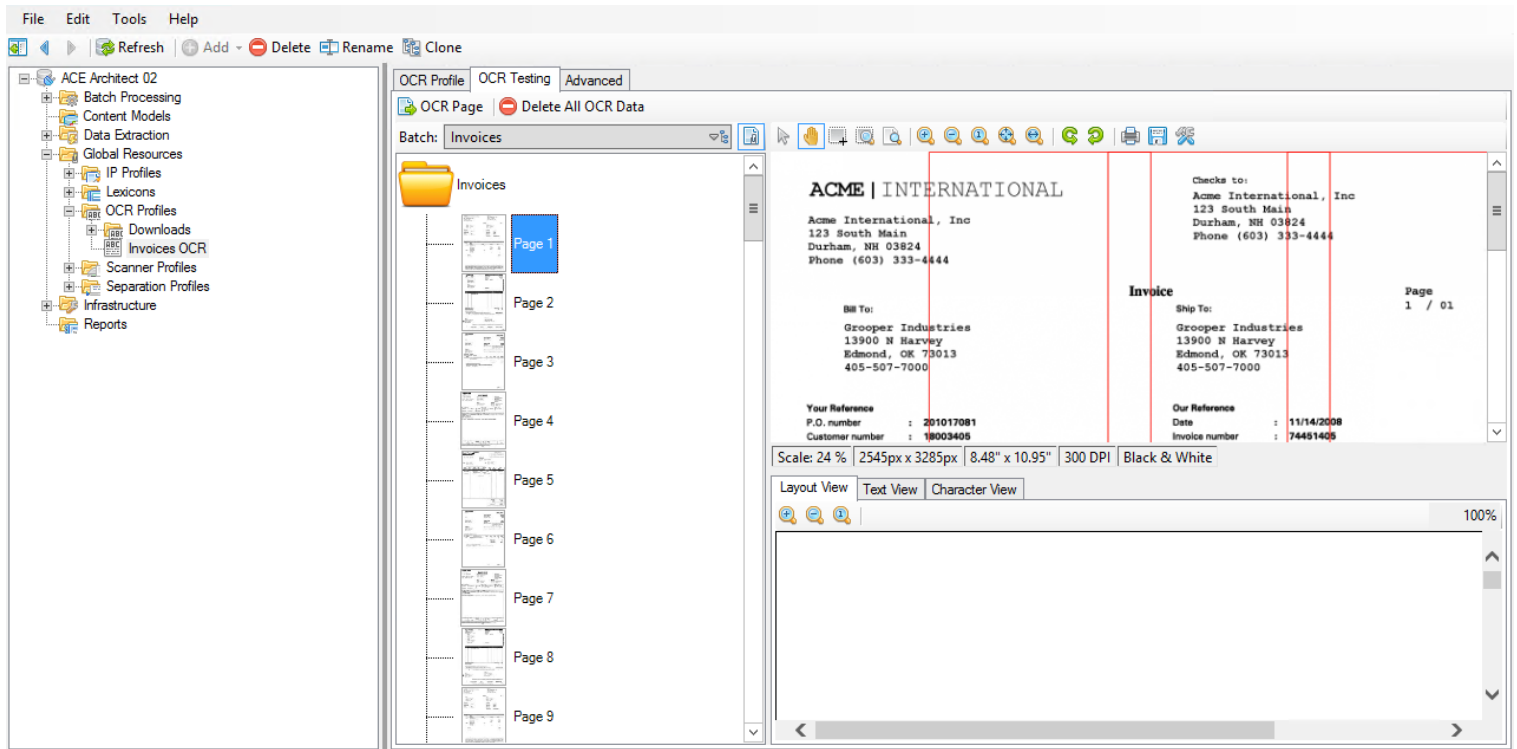 File Edit Tools Help
Refresh Add Delete Rename Clone
ACE Architect 02
Batch Processing
Content Models
Data Extraction
Global Resources
IP Profiles
Lexicons
OCR Profiles
Downloads
Invoices OCR
Scanner Profiles
Separation Profiles
Infrastructure
Reports
OCR Profile OCR Testing Advanced
OCR Page Delete All OCR Data
Batch: Invoices
Invoices
Page 1
Page 2
Page 3
Page 4
Page 5
Page 6
Page 7
Page 8
Page 9
ACME | INTERNATIONAL
Acme International, Inc
123 South Main
Durham, NH 03824
Phone (603) 333-4444
Checks to:
Acme International, Inc
123 South Main
Durham, NH 03824
Phone (603) 333-4444
Invoice
Page
1 / 01
Bill To:
Grooper Industries
13900 N Harvey
Edmond, OK 73013
405-507-7000
Ship To:
Grooper Industries
13900 N Harvey
Edmond, OK 73013
405-507-7000
Your Reference
P.O. number : 201017081
Customer number : 18003405
Our Reference
Date : 11/14/2008
Invoice number : 74451405
Scale: 24 % 2545px x 3285px 8.48" x 10.95" 300 DPI Black & White
Layout View Text View Character View
100%